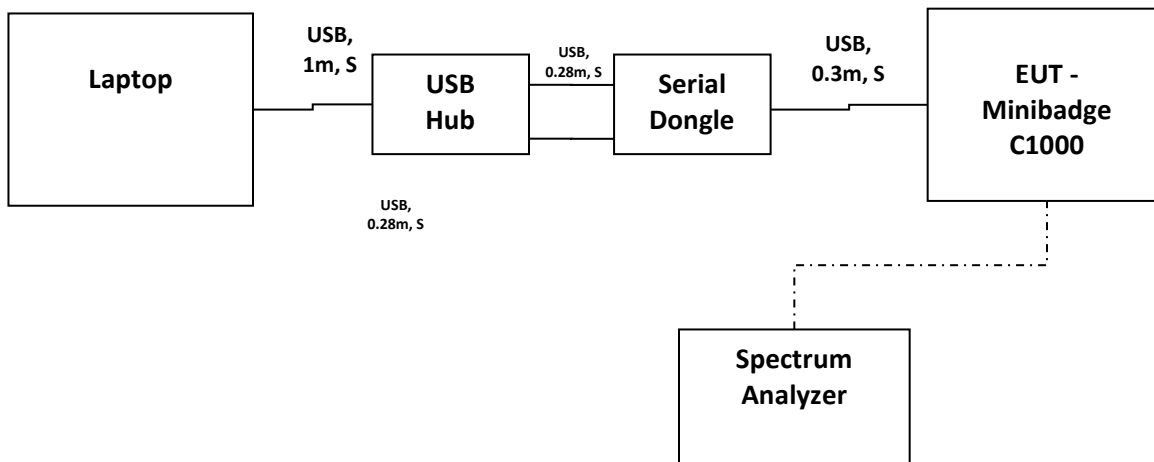 Laptop
USB,
1m, S
USB
Hub
USB,
0.28m, S
Serial
Dongle
USB,
0.3m, S
EUT -
Minibadge
C1000
USB,
0.28m, S
Spectrum
Analyzer